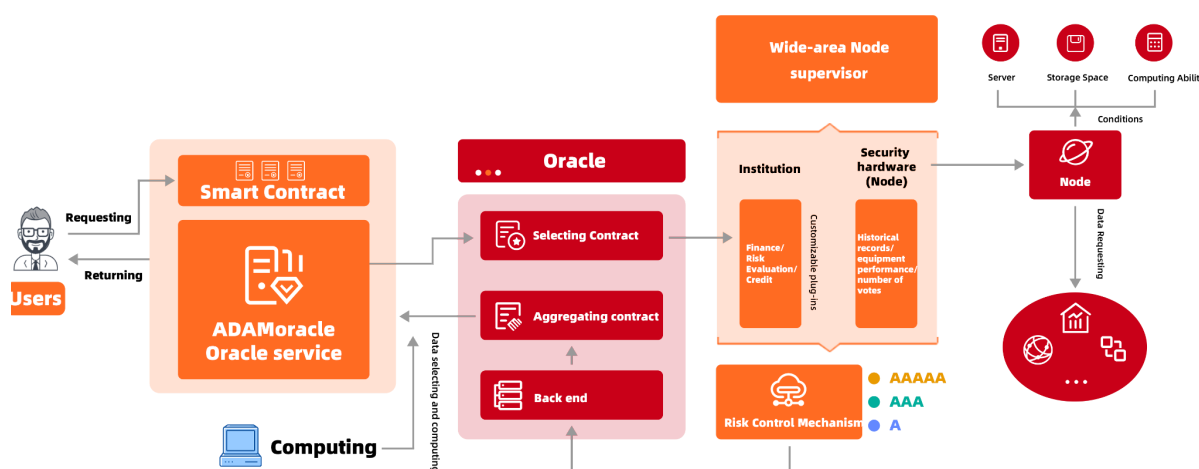 Wide-area Node
supervisor
Server
Storage Space
Computing Abilit
Conditions
Smart Contract
Oracle
Institution
Security
hardware
(Node)
Node
Requesting
Returning
Users
ADAMoracle
Oracle service
Selecting Contract
Aggregating contract
Back end
Finance/
Risk
Evaluation/
Credit
Customizable plug-ins
Historical
records/
equipment
performance/
number of
votes
Data Requesting
Data selecting and computing
Computing
Risk Control Mechanism
AAAAA
AAA
A